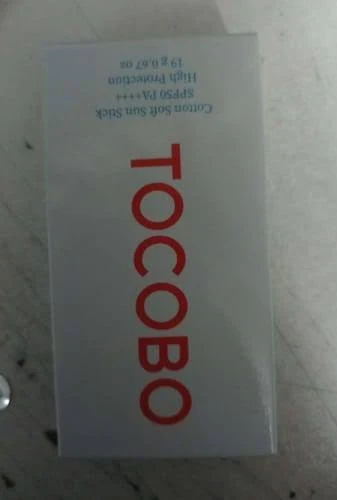 TOCOBO
Cotton Soft Sun Stick
SPF50 PA++++
High Protection
19 g 0.67 oz